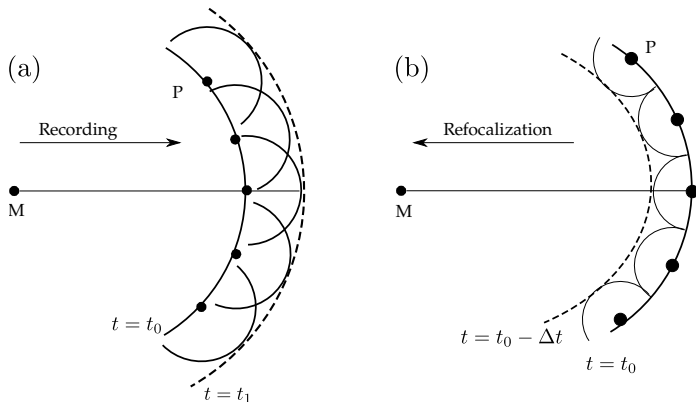 (a)
P
Recording
M
t = t₀
t = t₁
(b)
P
Refocalization
M
t = t₀ − Δt
t = t₀